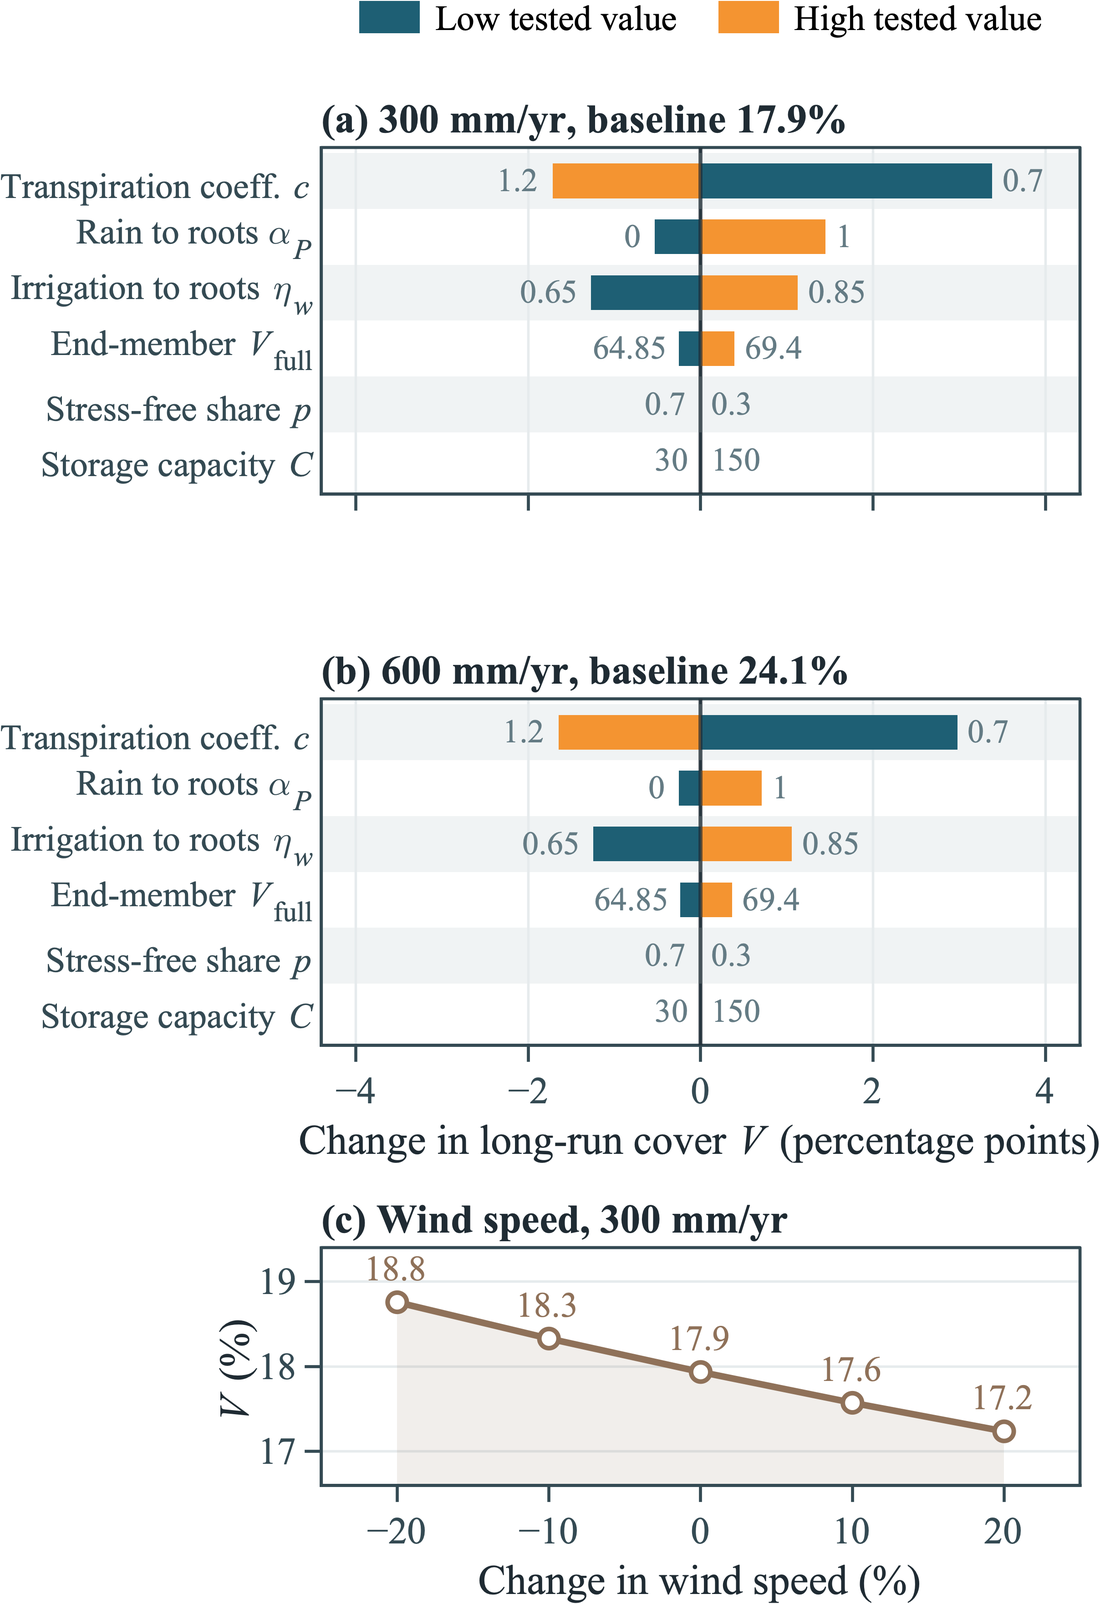 Low tested value High tested value
(a) 300 mm/yr, baseline 17.9%
Transpiration coeff. c 1.2 0.7
Rain to roots α_P 0 1
Irrigation to roots η_w 0.65 0.85
End-member V_full 64.85 69.4
Stress-free share p 0.7 0.3
Storage capacity C 30 150
(b) 600 mm/yr, baseline 24.1%
Transpiration coeff. c 1.2 0.7
Rain to roots α_P 0 1
Irrigation to roots η_w 0.65 0.85
End-member V_full 64.85 69.4
Stress-free share p 0.7 0.3
Storage capacity C 30 150
−4 −2 0 2 4
Change in long-run cover V (percentage points)
(c) Wind speed, 300 mm/yr
V (%)
19
18
17
18.8
18.3
17.9
17.6
17.2
−20 −10 0 10 20
Change in wind speed (%)